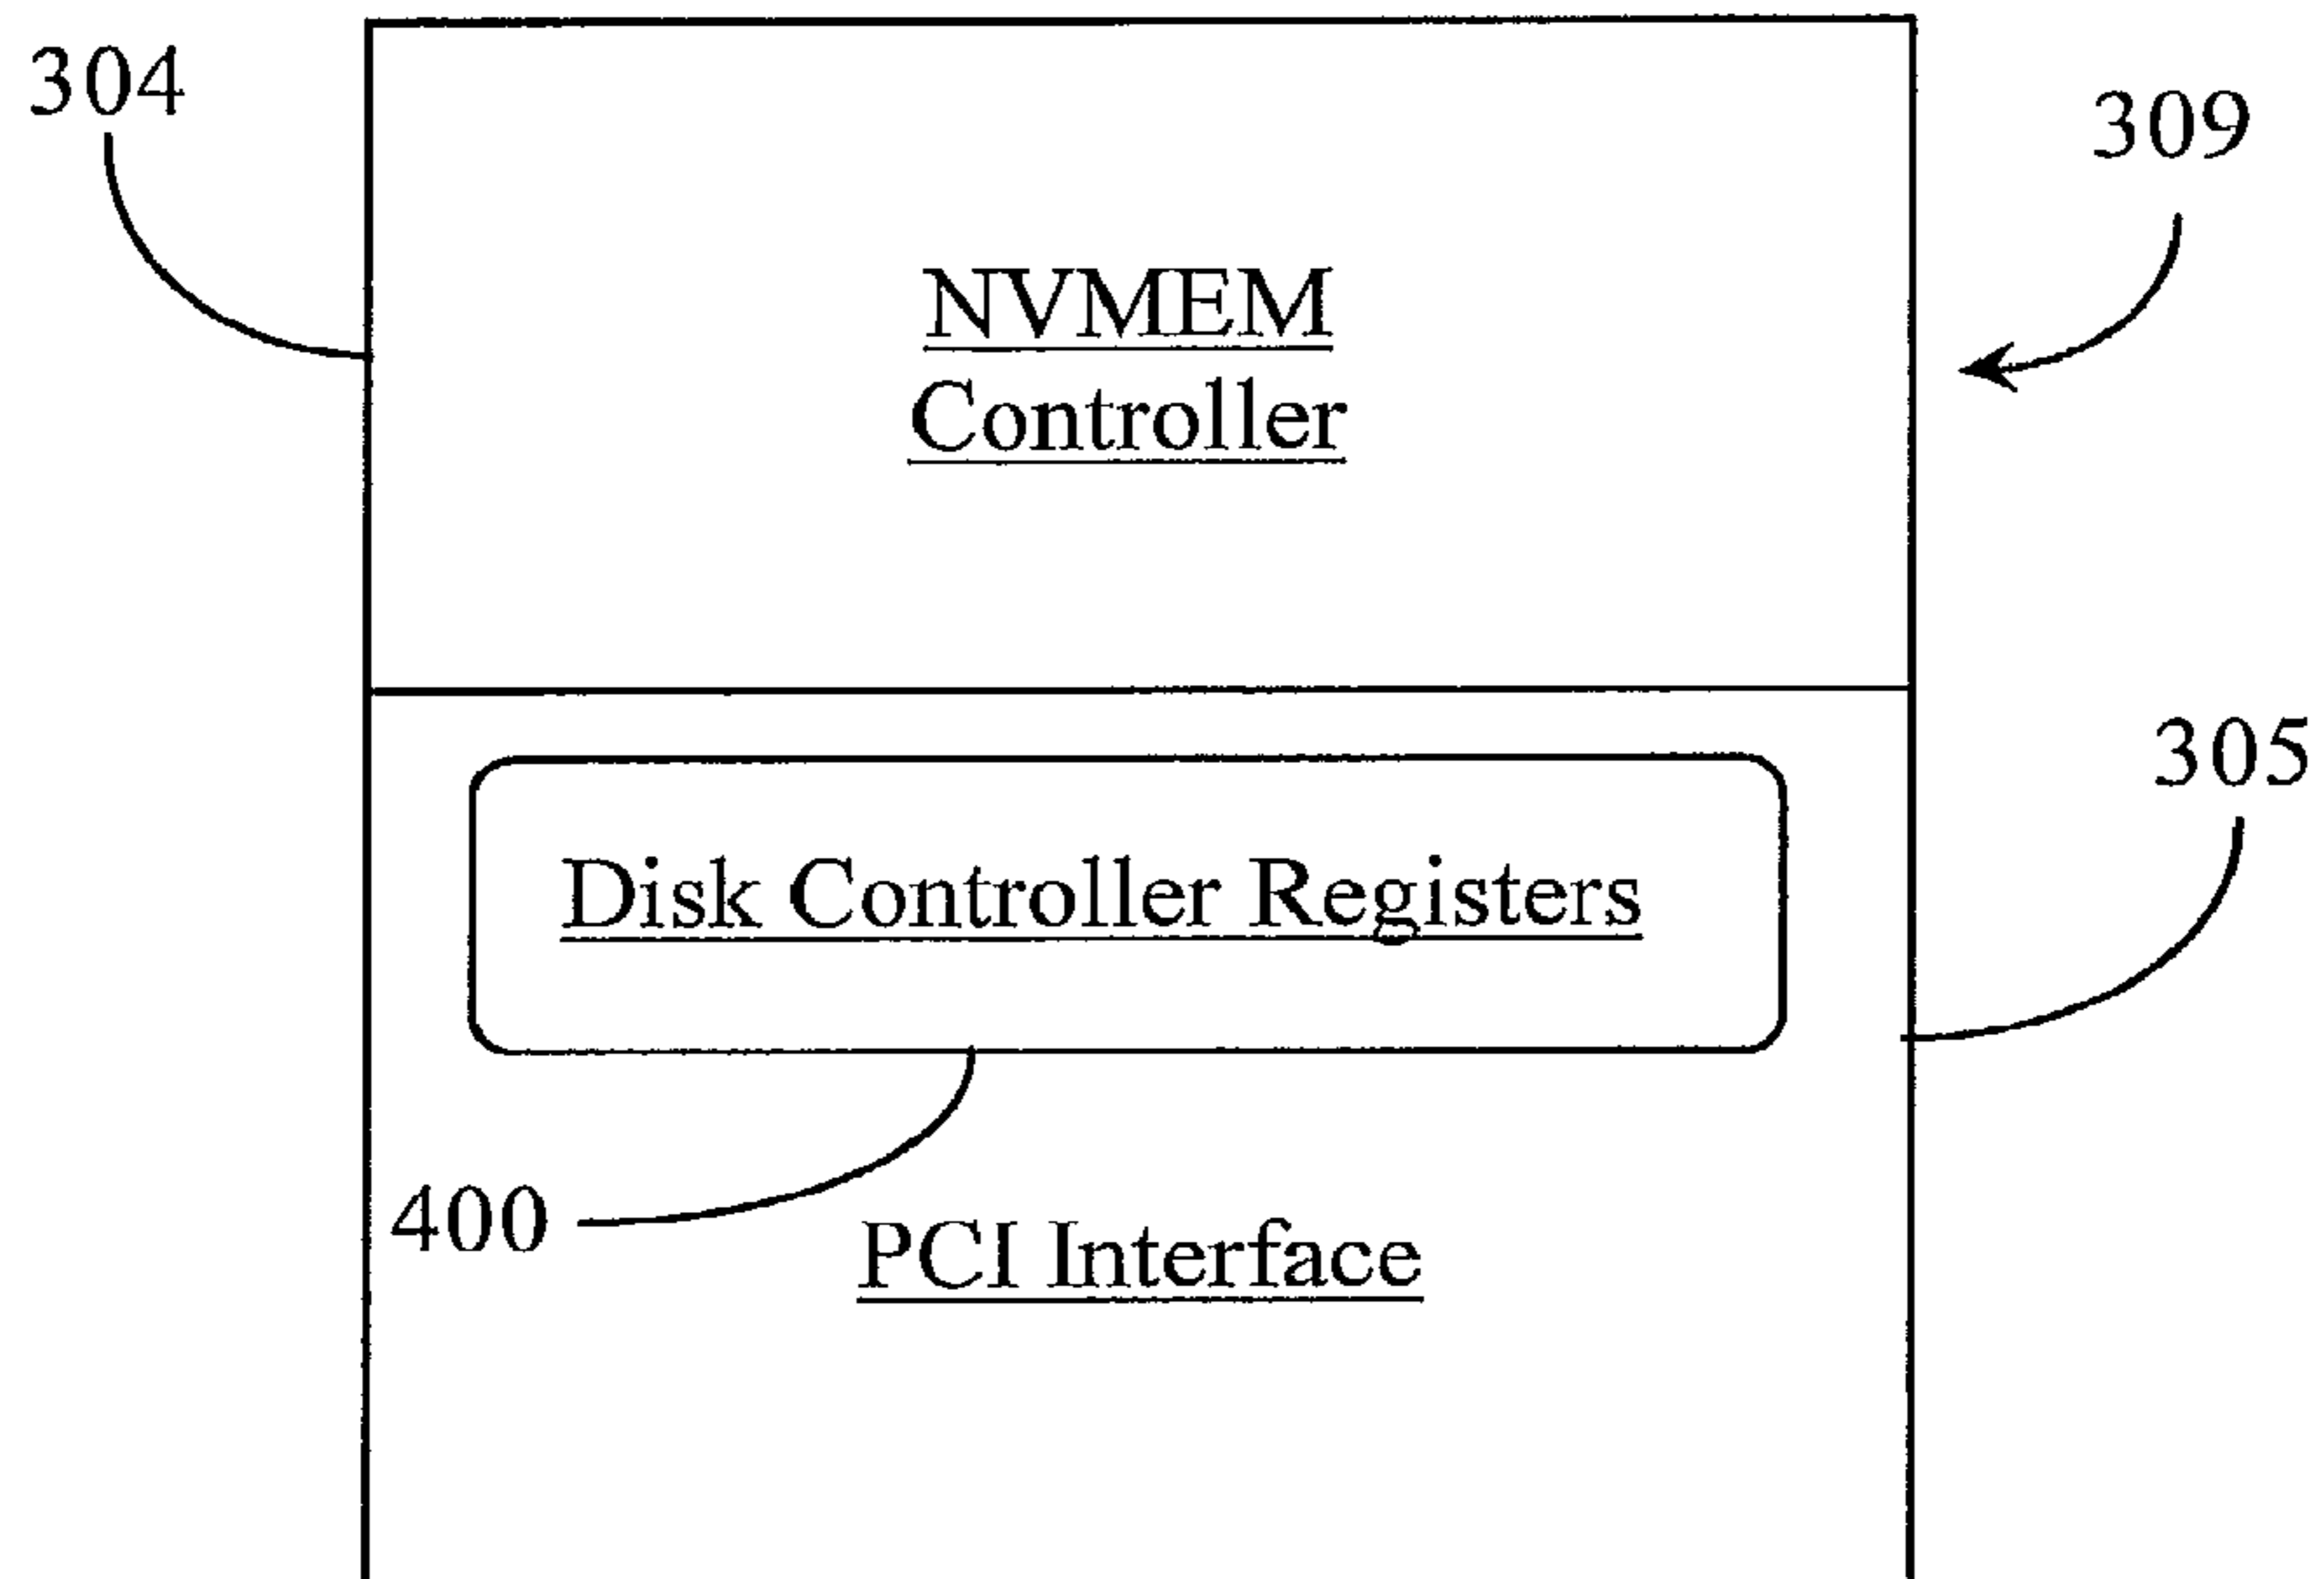 304
309
NVMEM
Controller
305
Disk Controller Registers
400
PCI Interface